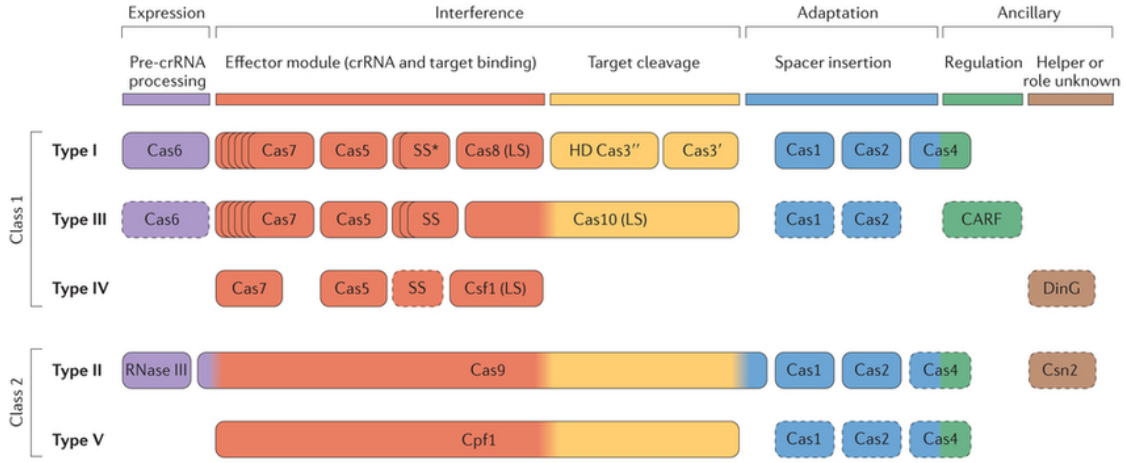 Expression Interference Adaptation Ancillary
Pre-crRNA processing Effector module (crRNA and target binding) Target cleavage Spacer insertion Regulation Helper or role unknown
Class 1
Type I Cas6 Cas7 Cas5 SS* Cas8 (LS) HD Cas3′′ Cas3′ Cas1 Cas2 Cas4
Type III Cas6 Cas7 Cas5 SS Cas10 (LS) Cas1 Cas2 CARF
Type IV Cas7 Cas5 SS Csf1 (LS) DinG
Class 2
Type II RNase III Cas9 Cas1 Cas2 Cas4 Csn2
Type V Cpf1 Cas1 Cas2 Cas4